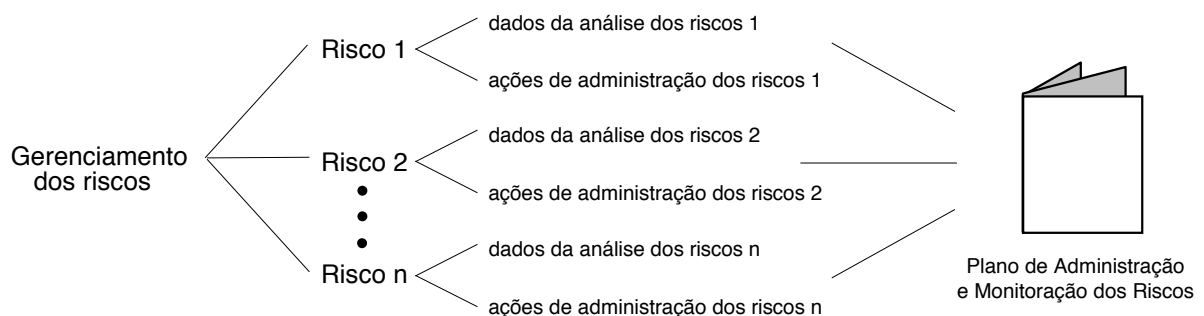 dados da análise dos riscos 1
Risco 1
ações de administração dos riscos 1
dados da análise dos riscos 2
Gerenciamento
dos riscos
Risco 2
ações de administração dos riscos 2
dados da análise dos riscos n
Risco n
ações de administração dos riscos n
Plano de Administração
e Monitoração dos Riscos